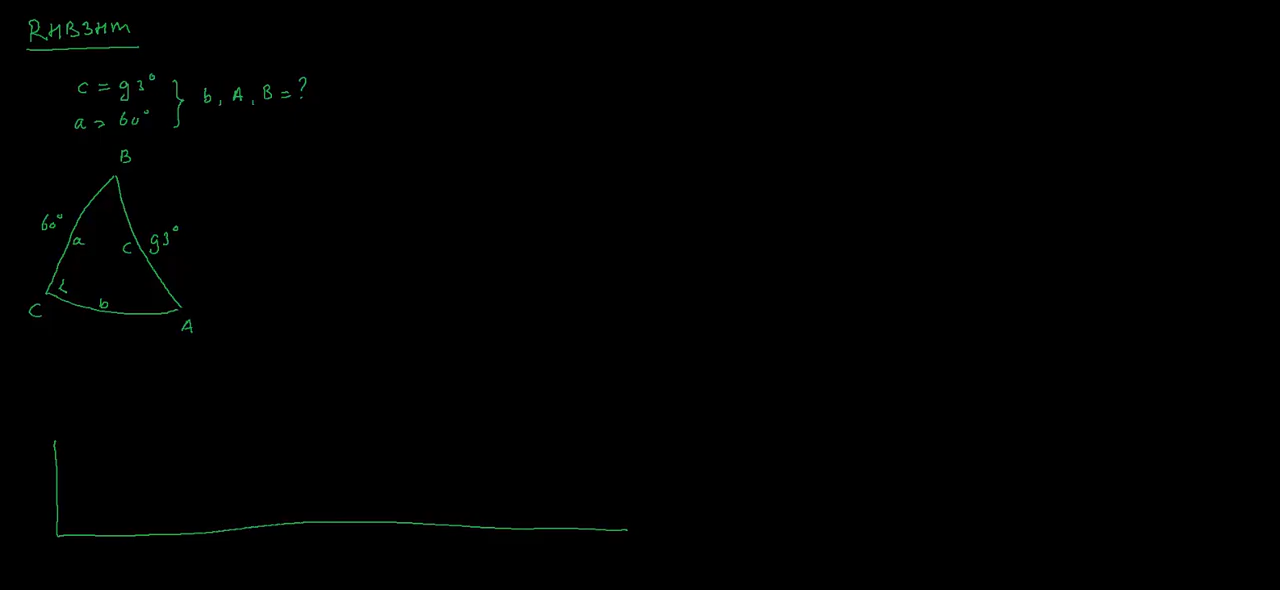 RHB3HM
c = 93°
a = 60°
b, A, B = ?
B
60°
a
c 93°
b
C
A